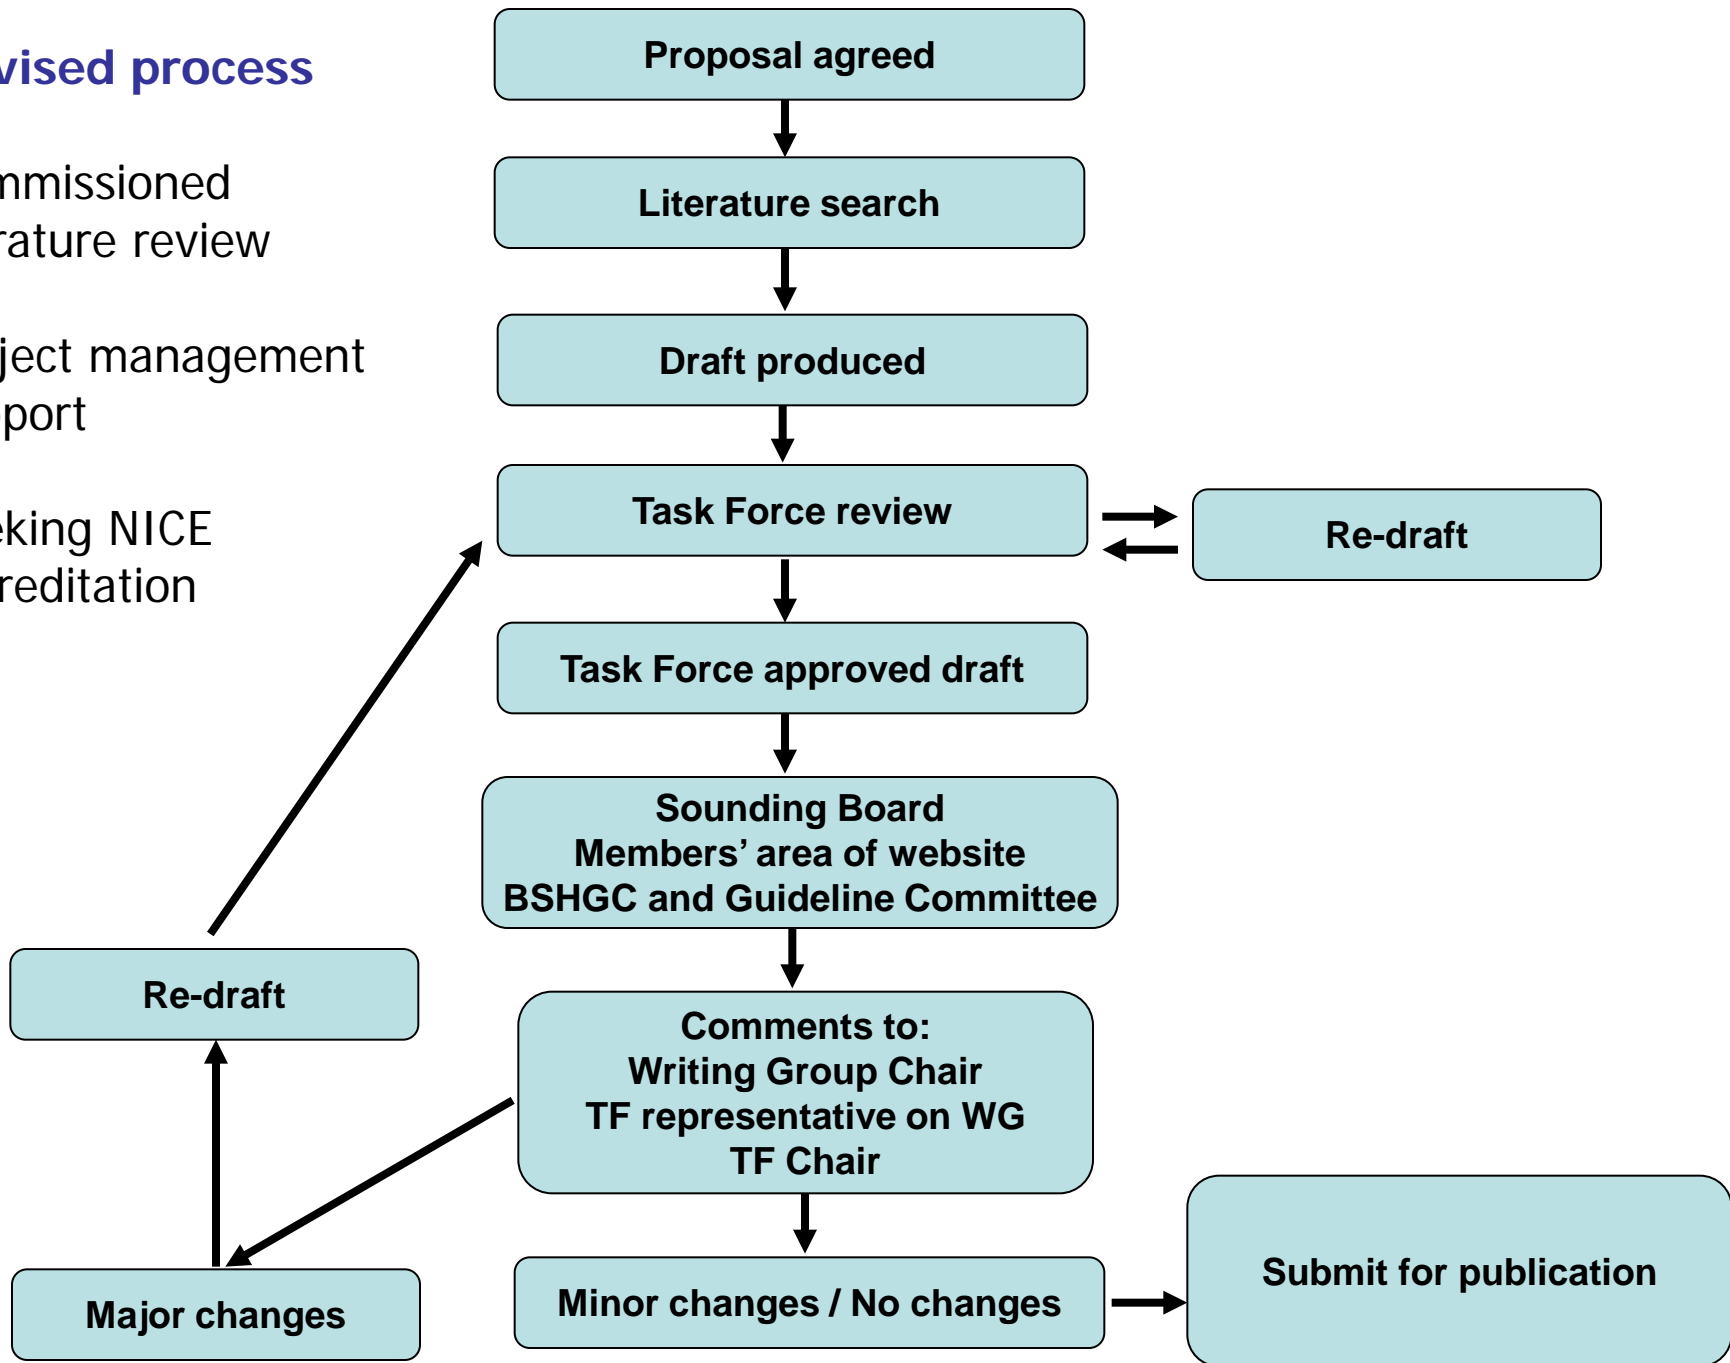 vised process
mmissioned
rature review
ject management
port
eking NICE
reditation
Proposal agreed
Literature search
Draft produced
Task Force review
Re-draft
Task Force approved draft
Sounding Board
Members’ area of website
BSHGC and Guideline Committee
Re-draft
Comments to:
Writing Group Chair
TF representative on WG
TF Chair
Major changes
Minor changes / No changes
Submit for publication